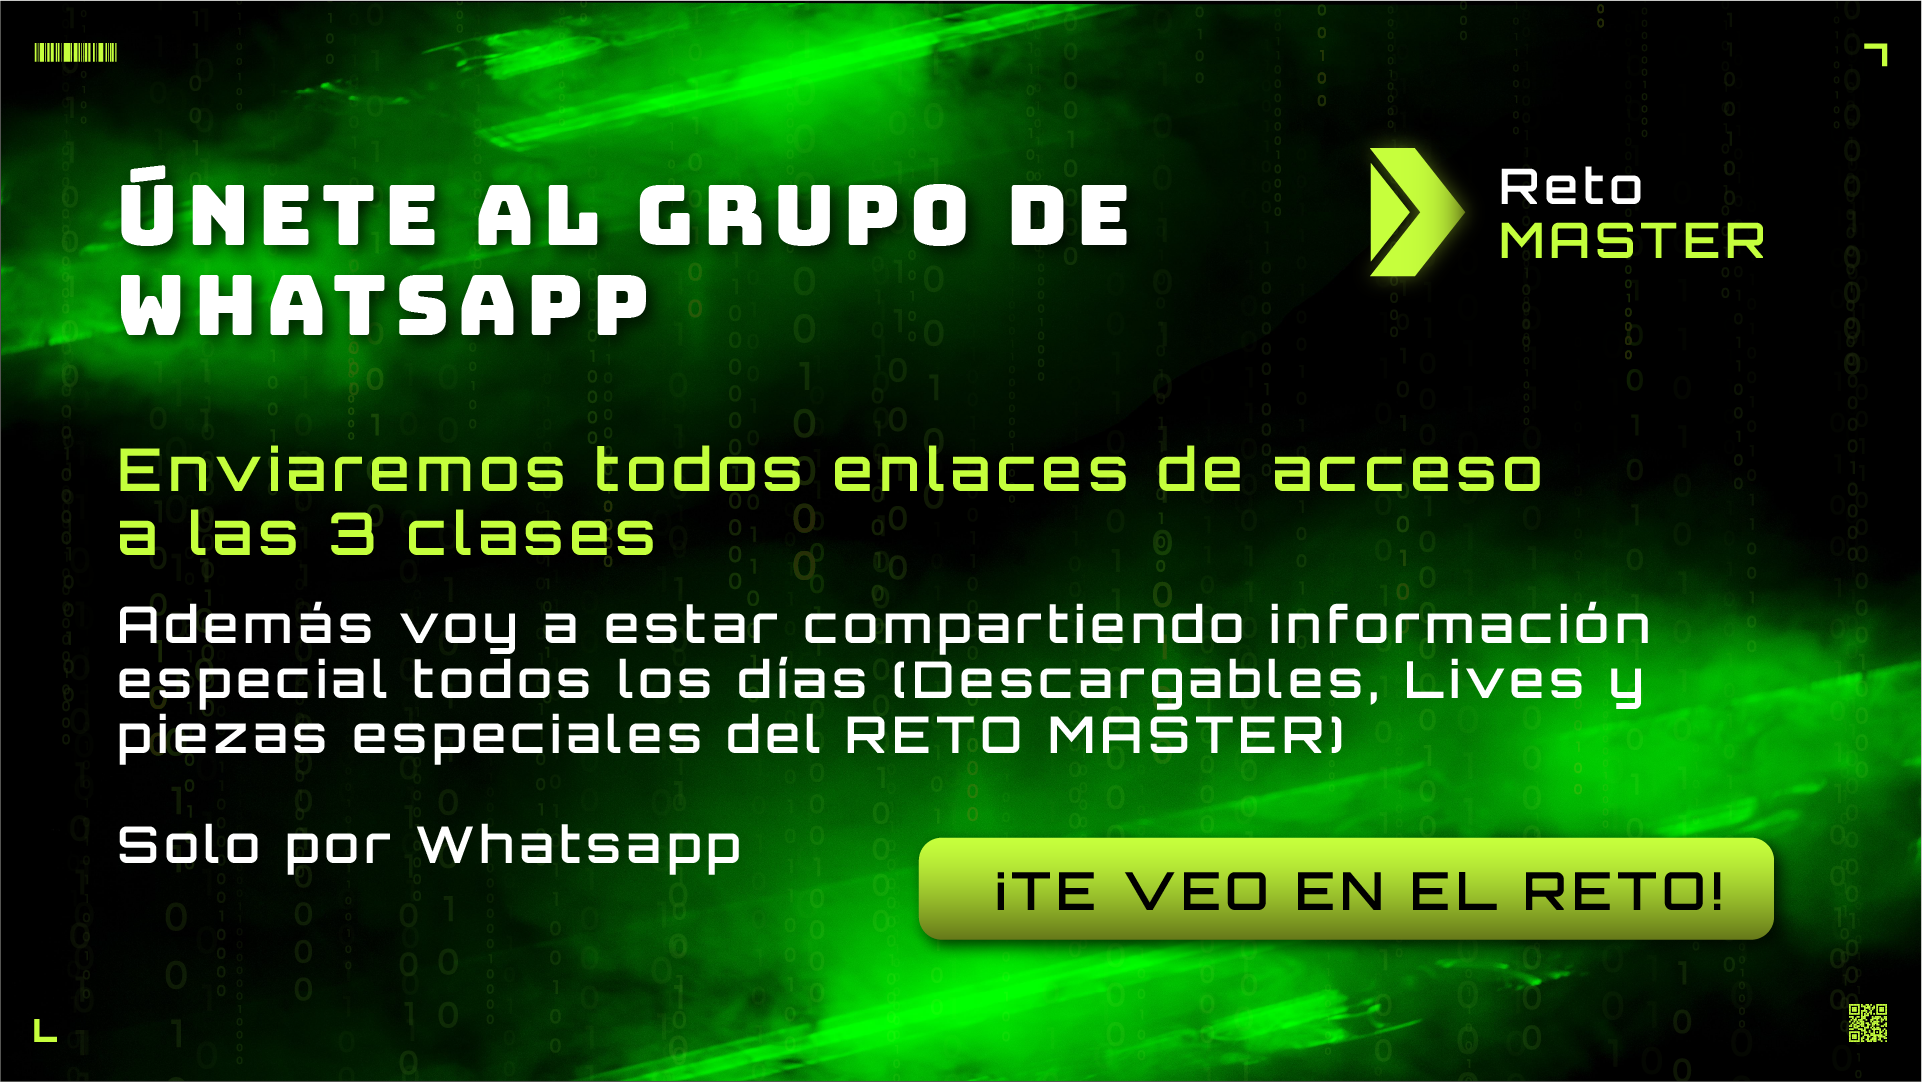 ÚNETE AL GRUPO DE
WHATSAPP
Reto
MASTER
Enviaremos todos enlaces de acceso
a las 3 clases
Además voy a estar compartiendo información
especial todos los días (Descargables, Lives y
piezas especiales del RETO MASTER)
Solo por Whatsapp
¡TE VEO EN EL RETO!